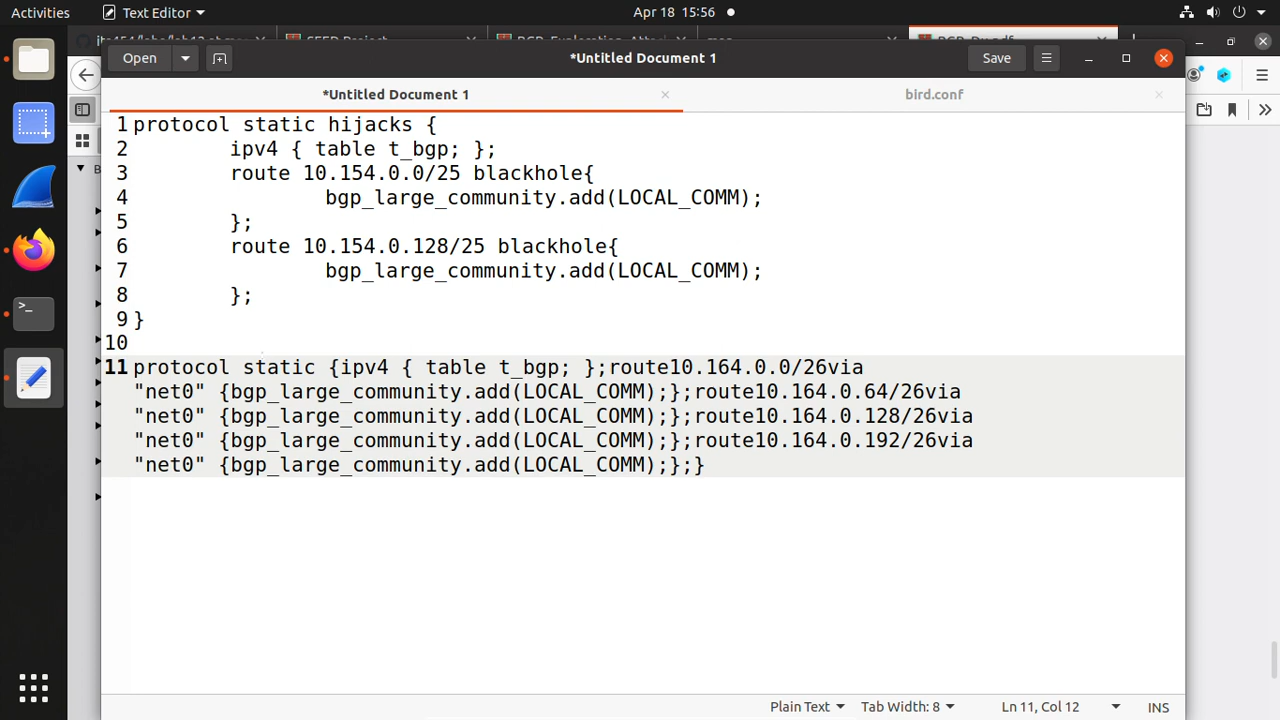 Activities
Text Editor
Apr 18 15:56
Open
*Untitled Document 1
Save
*Untitled Document 1
bird.conf
1 protocol static hijacks {
2 ipv4 { table t_bgp; };
3 route 10.154.0.0/25 blackhole{
4 bgp_large_community.add(LOCAL_COMM);
5 };
6 route 10.154.0.128/25 blackhole{
7 bgp_large_community.add(LOCAL_COMM);
8 };
9 }
10
11 protocol static {ipv4 { table t_bgp; };route10.164.0.0/26via
"net0" {bgp_large_community.add(LOCAL_COMM);};route10.164.0.64/26via
"net0" {bgp_large_community.add(LOCAL_COMM);};route10.164.0.128/26via
"net0" {bgp_large_community.add(LOCAL_COMM);};route10.164.0.192/26via
"net0" {bgp_large_community.add(LOCAL_COMM);};}
Plain Text
Tab Width: 8
Ln 11, Col 12
INS